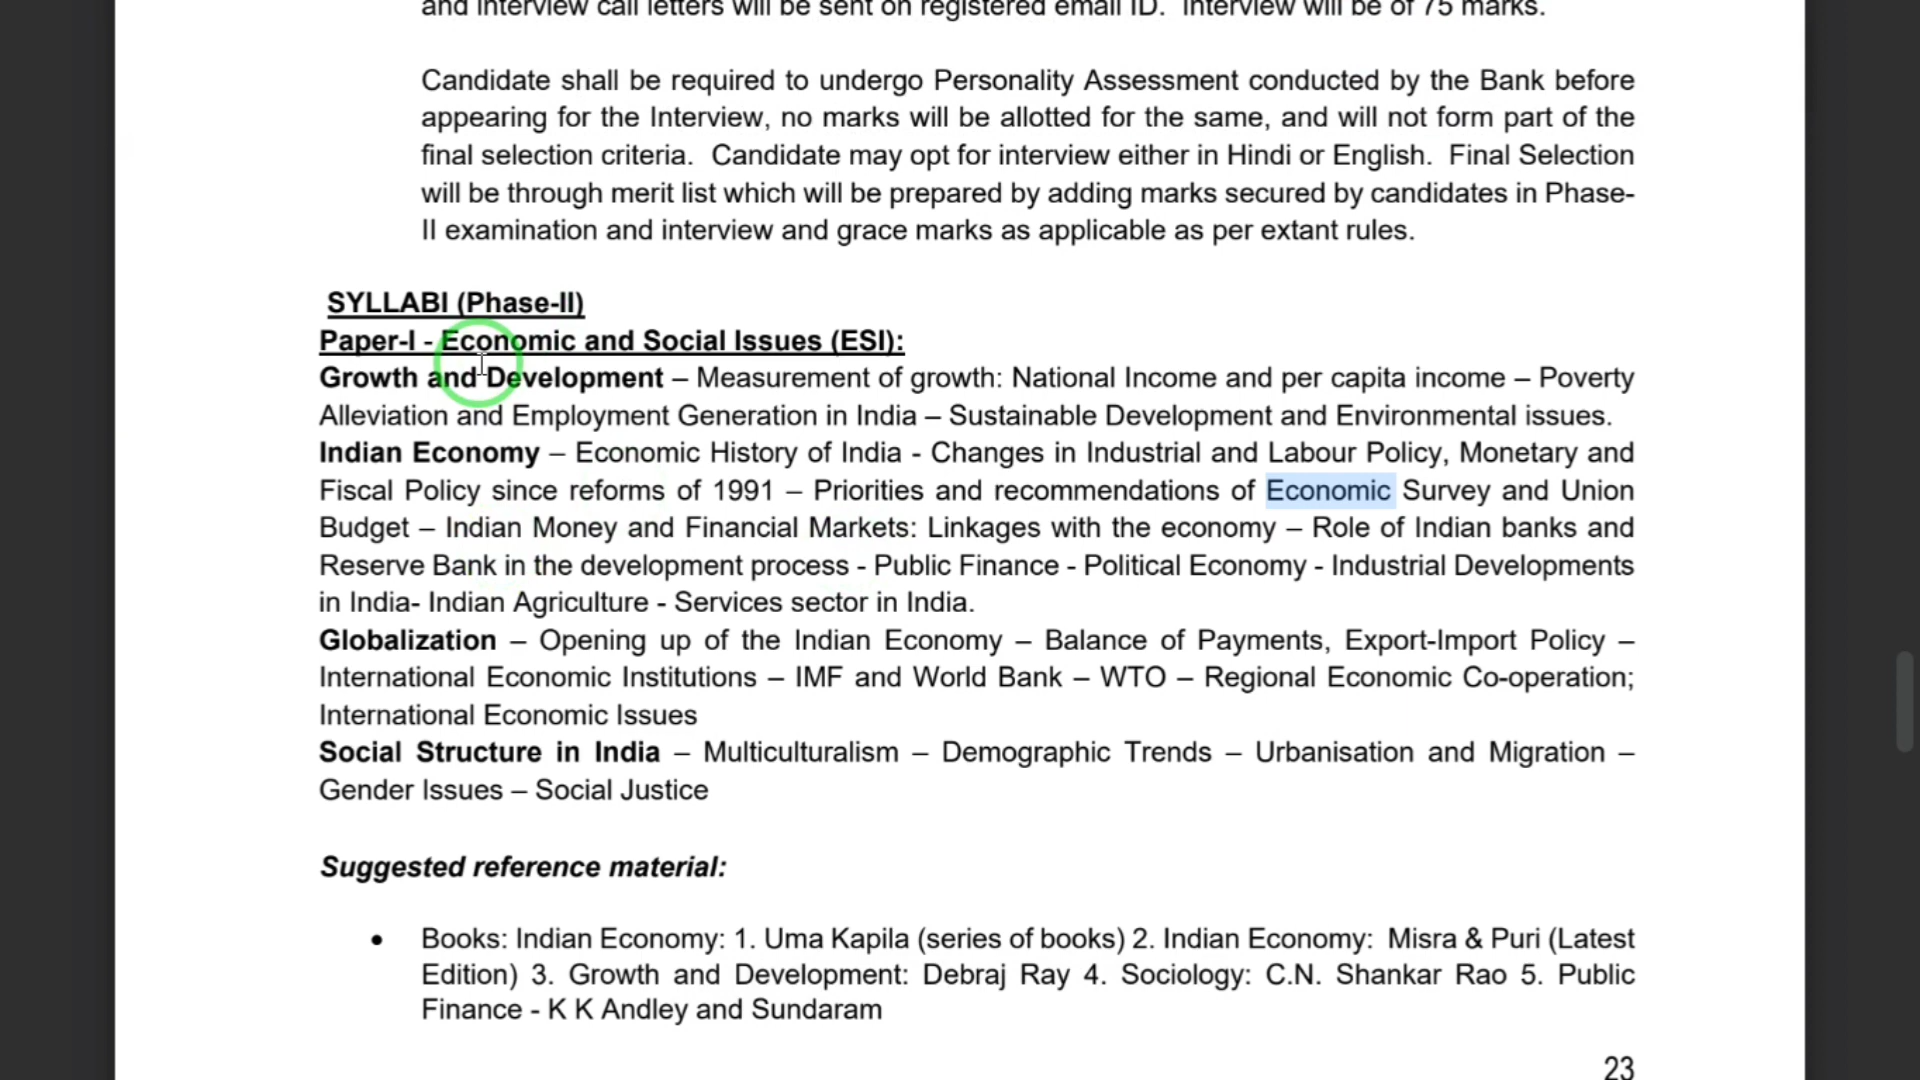 and interview call letters will be sent on registered email ID.  Interview will be of 75 marks.
Candidate shall be required to undergo Personality Assessment conducted by the Bank before
appearing for the Interview, no marks will be allotted for the same, and will not form part of the
final selection criteria.  Candidate may opt for interview either in Hindi or English.  Final Selection
will be through merit list which will be prepared by adding marks secured by candidates in Phase-
II examination and interview and grace marks as applicable as per extant rules.
SYLLABI (Phase-II)
Paper-I - Economic and Social Issues (ESI):
Growth and Development – Measurement of growth: National Income and per capita income – Poverty
Alleviation and Employment Generation in India – Sustainable Development and Environmental issues.
Indian Economy – Economic History of India - Changes in Industrial and Labour Policy, Monetary and
Fiscal Policy since reforms of 1991 – Priorities and recommendations of Economic Survey and Union
Budget – Indian Money and Financial Markets: Linkages with the economy – Role of Indian banks and
Reserve Bank in the development process - Public Finance - Political Economy - Industrial Developments
in India- Indian Agriculture - Services sector in India.
Globalization – Opening up of the Indian Economy – Balance of Payments, Export-Import Policy –
International Economic Institutions – IMF and World Bank – WTO – Regional Economic Co-operation;
International Economic Issues
Social Structure in India – Multiculturalism – Demographic Trends – Urbanisation and Migration –
Gender Issues – Social Justice
Suggested reference material:
• Books: Indian Economy: 1. Uma Kapila (series of books) 2. Indian Economy:  Misra & Puri (Latest
Edition) 3. Growth and Development: Debraj Ray 4. Sociology: C.N. Shankar Rao 5. Public
Finance - K K Andley and Sundaram
23